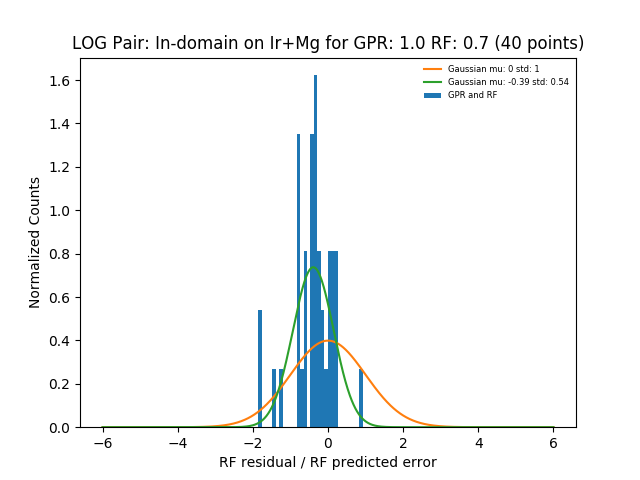 LOG Pair: In-domain on Ir+Mg for GPR: 1.0 RF: 0.7 (40 points)
Gaussian mu: 0 std: 1
Gaussian mu: -0.39 std: 0.54
GPR and RF
Normalized Counts
1.6
1.4
1.2
1.0
0.8
0.6
0.4
0.2
0.0
−6 −4 −2 0 2 4 6
RF residual / RF predicted error